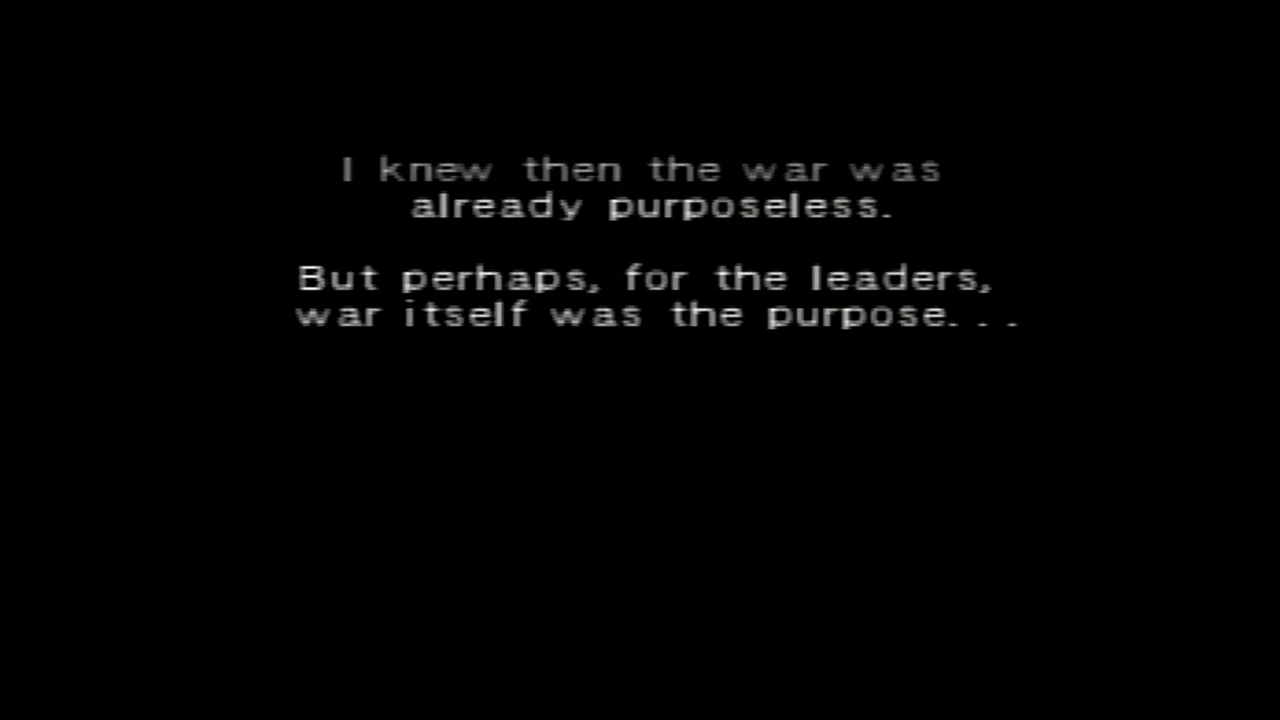 I knew then the war was
already purposeless.
But perhaps, for the leaders,
war itself was the purpose...